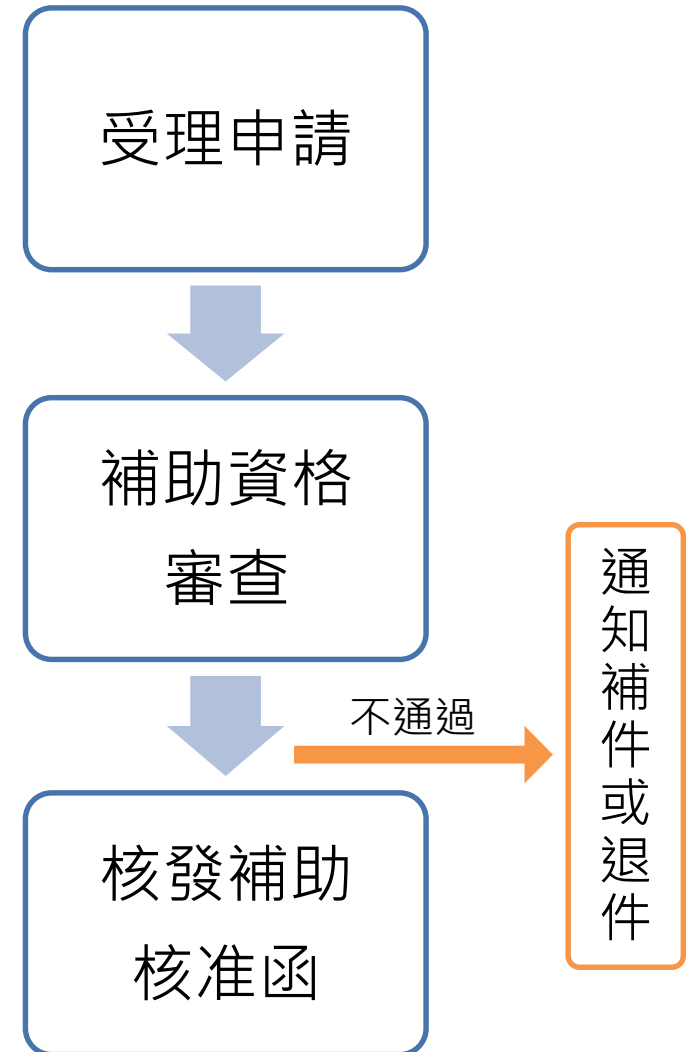 受理申請
補助資格
審查
不通過
通知補件或退件
核發補助
核准函